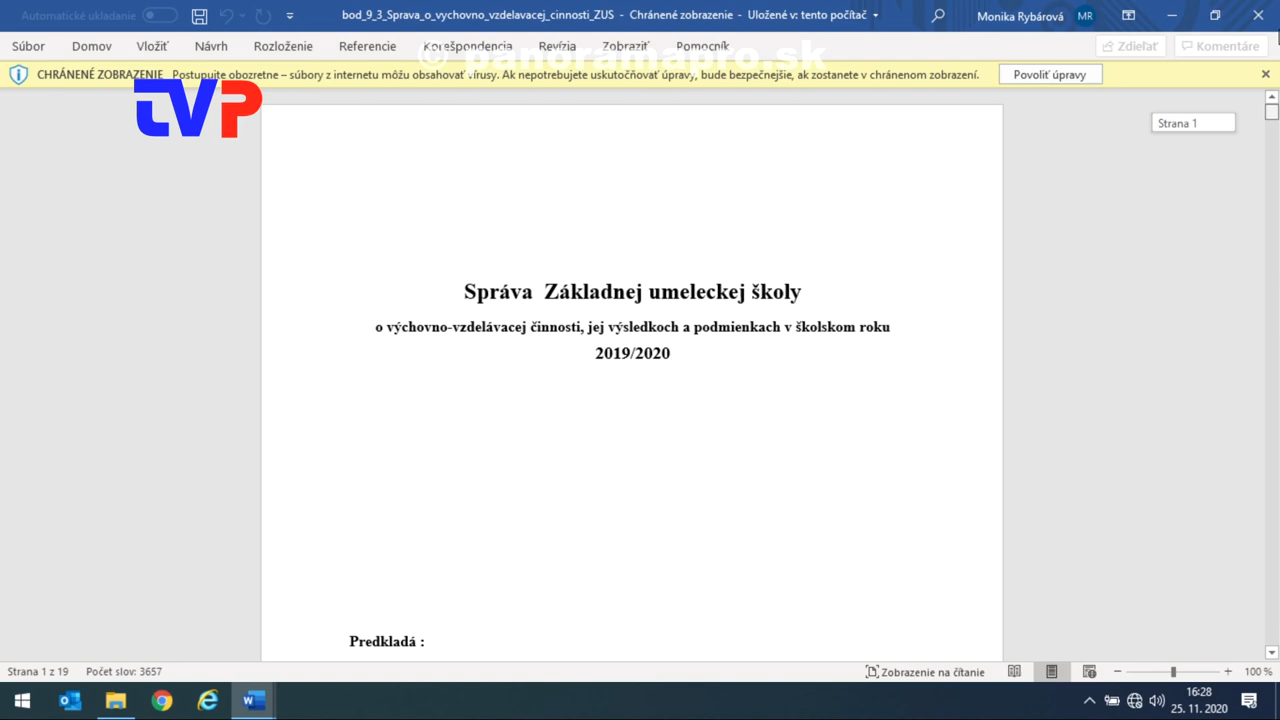 Automatické ukladanie
bod_9_3_Sprava_o_vychovno_vzdelavacej_cinnosti_ZUS - Chránené zobrazenie - Uložené v: tento počítač
Monika Rybárová MR
Súbor Domov Vložiť Návrh Rozloženie Referencie Korešpondencia Revízia Zobraziť Pomocník Zdieľať Komentáre
© panoramapro.sk
CHRÁNENÉ ZOBRAZENIE Postupujte obozretne – súbory z internetu môžu obsahovať vírusy. Ak nepotrebujete uskutočňovať úpravy, bude bezpečnejšie, ak zostanete v chránenom zobrazení. Povoliť úpravy
tVP
Strana 1
Správa Základnej umeleckej školy
o výchovno-vzdelávacej činnosti, jej výsledkoch a podmienkach v školskom roku
2019/2020
Predkladá :
Strana 1 z 19 Počet slov: 3657 Zobrazenie na čítanie 100 %
16:28
25. 11. 2020